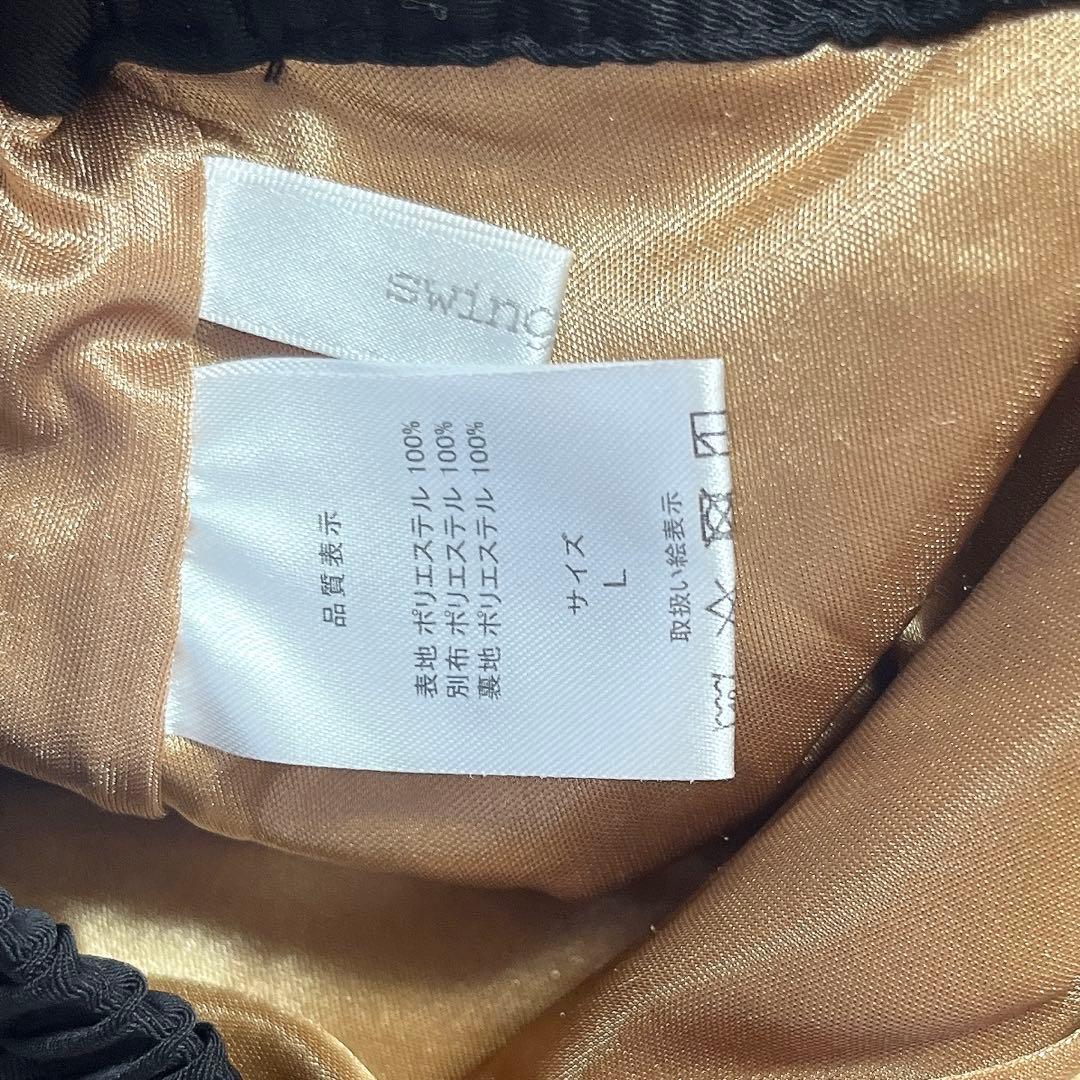 swing
品質表示
表地 ポリエステル 100%
別布 ポリエステル 100%
裏地 ポリエステル 100%
サイズ
L
取扱い絵表示